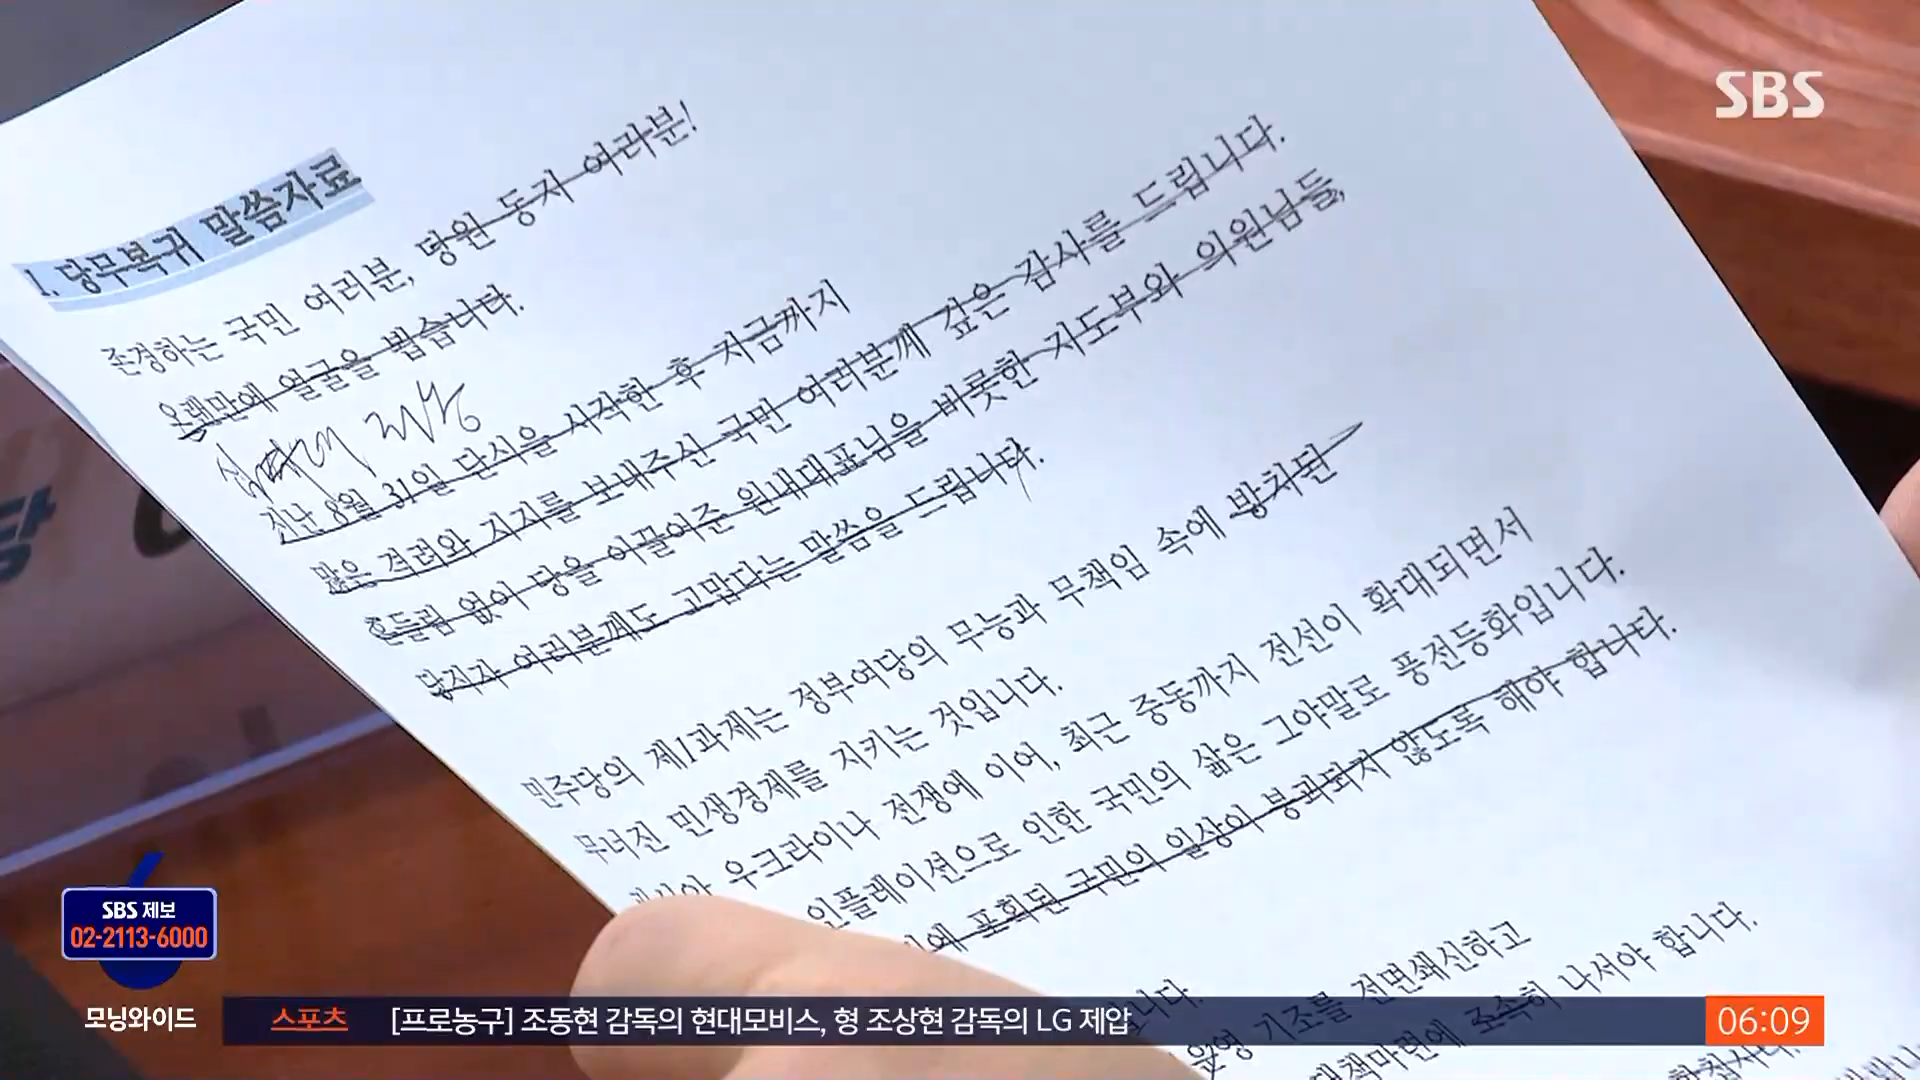 SBS
1. 당무복귀 말씀자료
존경하는 국민 여러분, 당원 동지 여러분!
오랜만에 얼굴을 뵙습니다.
지난 8월 31일 단식을 시작한 후 지금까지
많은 격려와 지지를 보내주신 국민 여러분께 깊은 감사를 드립니다.
흔들림 없이 당을 이끌어준 원내대표님을 비롯한 지도부와 의원님들,
당직자 여러분께도 고맙다는 말씀을 드립니다.
민주당의 제1과제는 정부여당의 무능과 무책임 속에 방치된
무너진 민생경제를 지키는 것입니다.
우크라이나 전쟁에 이어, 최근 중동까지 전선이 확대되면서
인플레이션으로 인한 국민의 삶은 그야말로 풍전등화입니다.
포획된 국민의 일상이 붕괴되지 않도록 해야 합니다.
기조를 전면쇄신하고
조속히 나서야 합니다.
SBS 제보
02-2113-6000
모닝와이드
스포츠 [프로농구] 조동현 감독의 현대모비스, 형 조상현 감독의 LG 제압
06:09